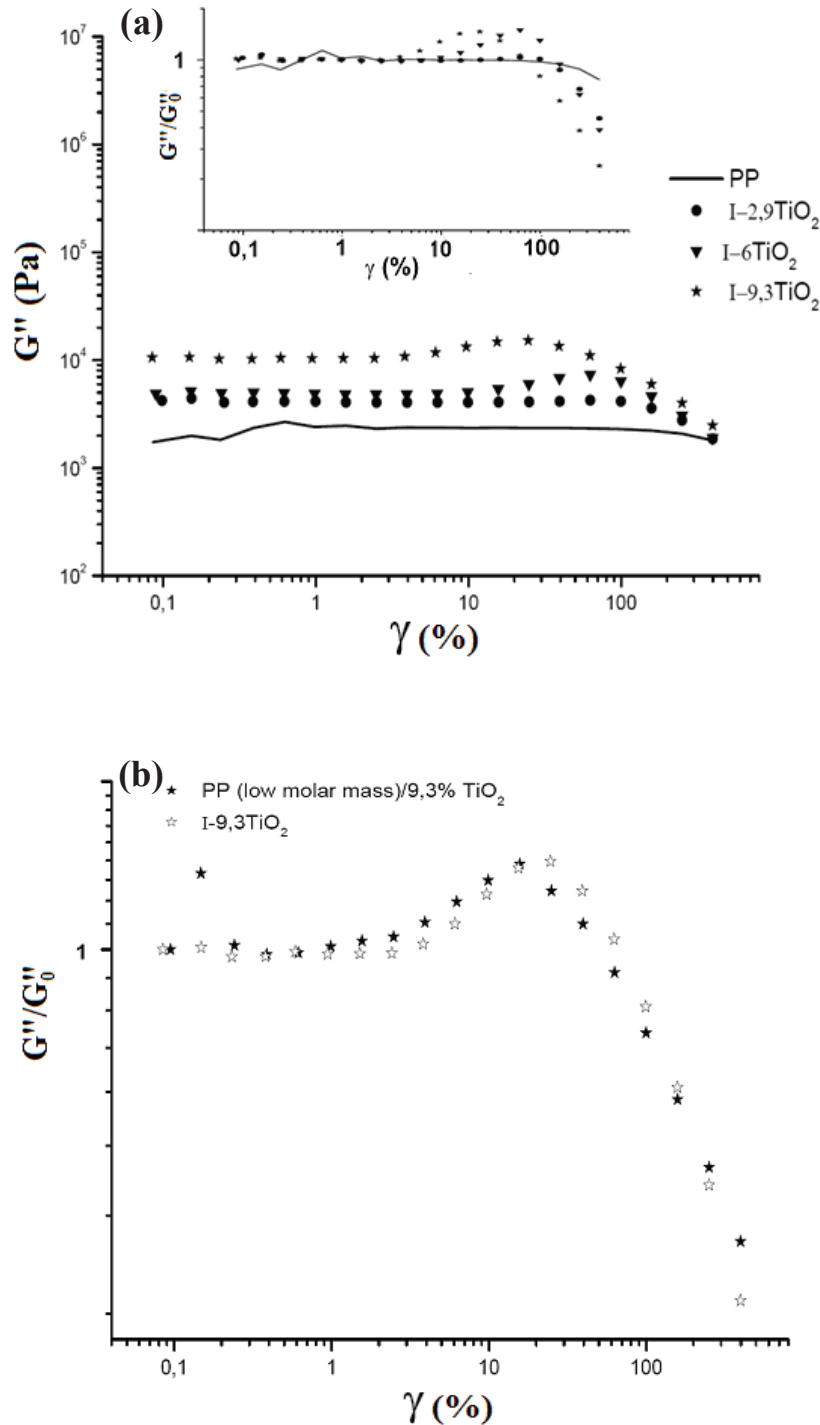 (a)
10⁷
10⁶
10⁵
10⁴
10³
10²
G'' (Pa)
1
G''/G''₀
0,1 1 10 100
γ (%)
PP
I–2,9TiO₂
I–6TiO₂
I–9,3TiO₂
0,1 1 10 100
γ (%)
(b)
PP (low molar mass)/9,3% TiO₂
I-9,3TiO₂
1
G''/G''₀
0,1 1 10 100
γ (%)